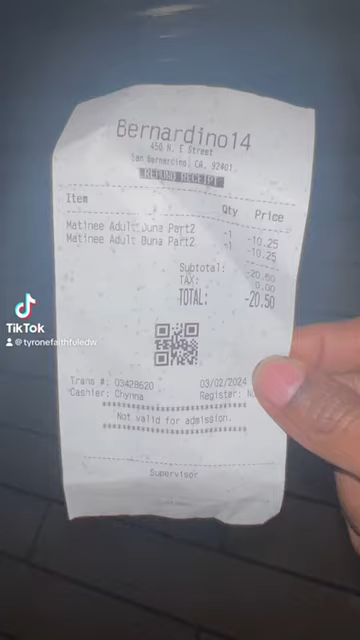 Bernardino14
450 N. E Street
San Bernardino, CA. 92401
REFUND RECEIPT
Item Qty Price
Matinee Adult Duna Part2 -1 -10.25
Matinee Adult Duna Part2 -1 -10.25
Subtotal: -20.50
TAX: 0.00
TOTAL: -20.50
Trans #: 03428620 03/02/2024
Cashier: Chynna Register:
Not valid for admission.
Supervisor
TikTok
@tyronefaithfuledw